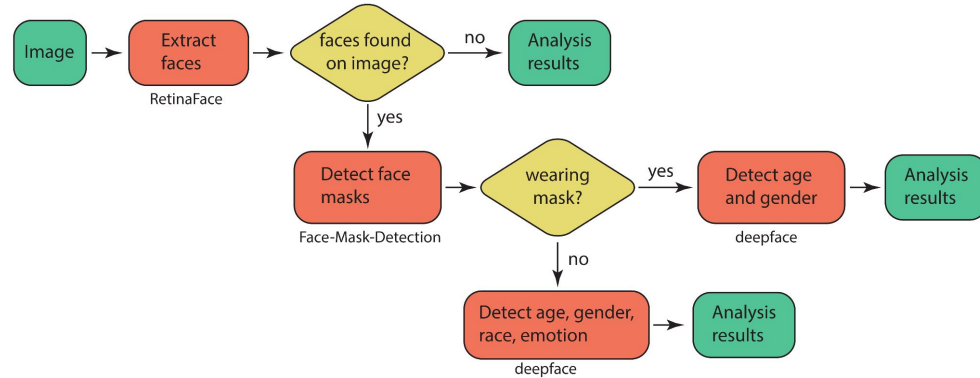 Image
Extract
faces
RetinaFace
faces found
on image?
no
Analysis
results
yes
Detect face
masks
Face-Mask-Detection
wearing
mask?
yes
Detect age
and gender
deepface
Analysis
results
no
Detect age, gender,
race, emotion
deepface
Analysis
results